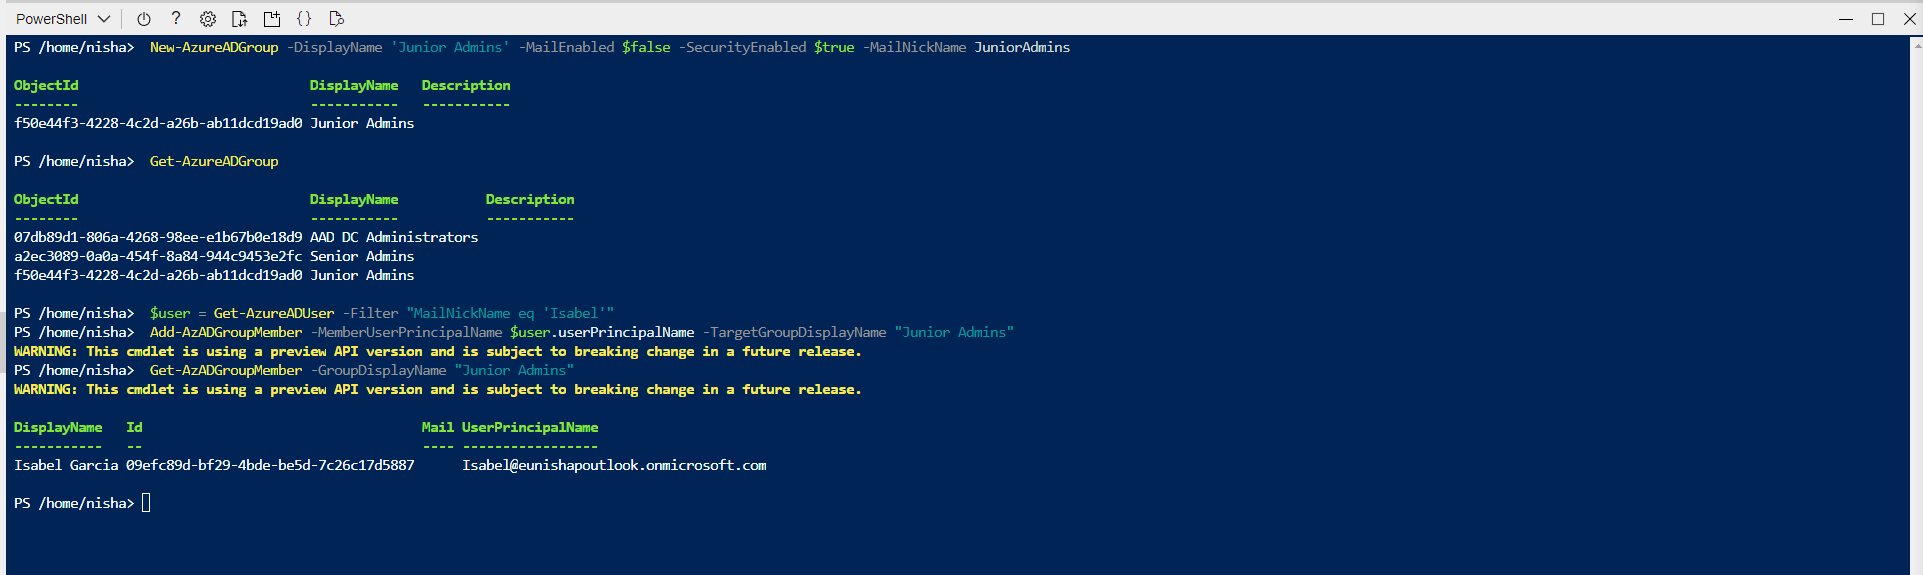 PowerShell
PS /home/nisha> New-AzureADGroup -DisplayName 'Junior Admins' -MailEnabled $false -SecurityEnabled $true -MailNickName JuniorAdmins
ObjectId DisplayName Description
-------- ----------- -----------
f50e44f3-4228-4c2d-a26b-ab11dcd19ad0 Junior Admins
PS /home/nisha> Get-AzureADGroup
ObjectId DisplayName Description
-------- ----------- -----------
07db89d1-806a-4268-98ee-e1b67b0e18d9 AAD DC Administrators
a2ec3089-0a0a-454f-8a84-944c9453e2fc Senior Admins
f50e44f3-4228-4c2d-a26b-ab11dcd19ad0 Junior Admins
PS /home/nisha> $user = Get-AzureADUser -Filter "MailNickName eq 'Isabel'"
PS /home/nisha> Add-AzADGroupMember -MemberUserPrincipalName $user.userPrincipalName -TargetGroupDisplayName "Junior Admins"
WARNING: This cmdlet is using a preview API version and is subject to breaking change in a future release.
PS /home/nisha> Get-AzADGroupMember -GroupDisplayName "Junior Admins"
WARNING: This cmdlet is using a preview API version and is subject to breaking change in a future release.
DisplayName Id Mail UserPrincipalName
----------- -- ---- -----------------
Isabel Garcia 09efc89d-bf29-4bde-be5d-7c26c17d5887 Isabel@eunishapoutlook.onmicrosoft.com
PS /home/nisha>